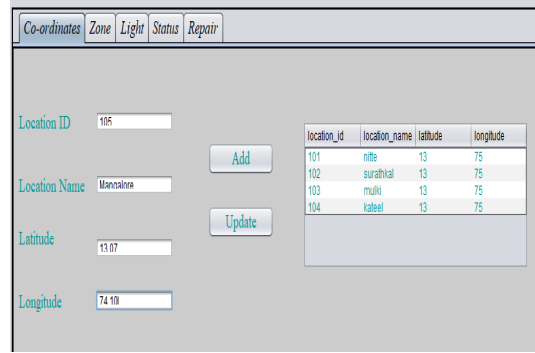 Co-ordinates Zone Light Status Repair
Location ID 105
Location Name Mangalore
Latitude 13.07
Longitude 74.10
Add
Update
location_id location_name latitude longitude
101 nitte 13 75
102 surathkal 13 75
103 mulki 13 75
104 kateel 13 75